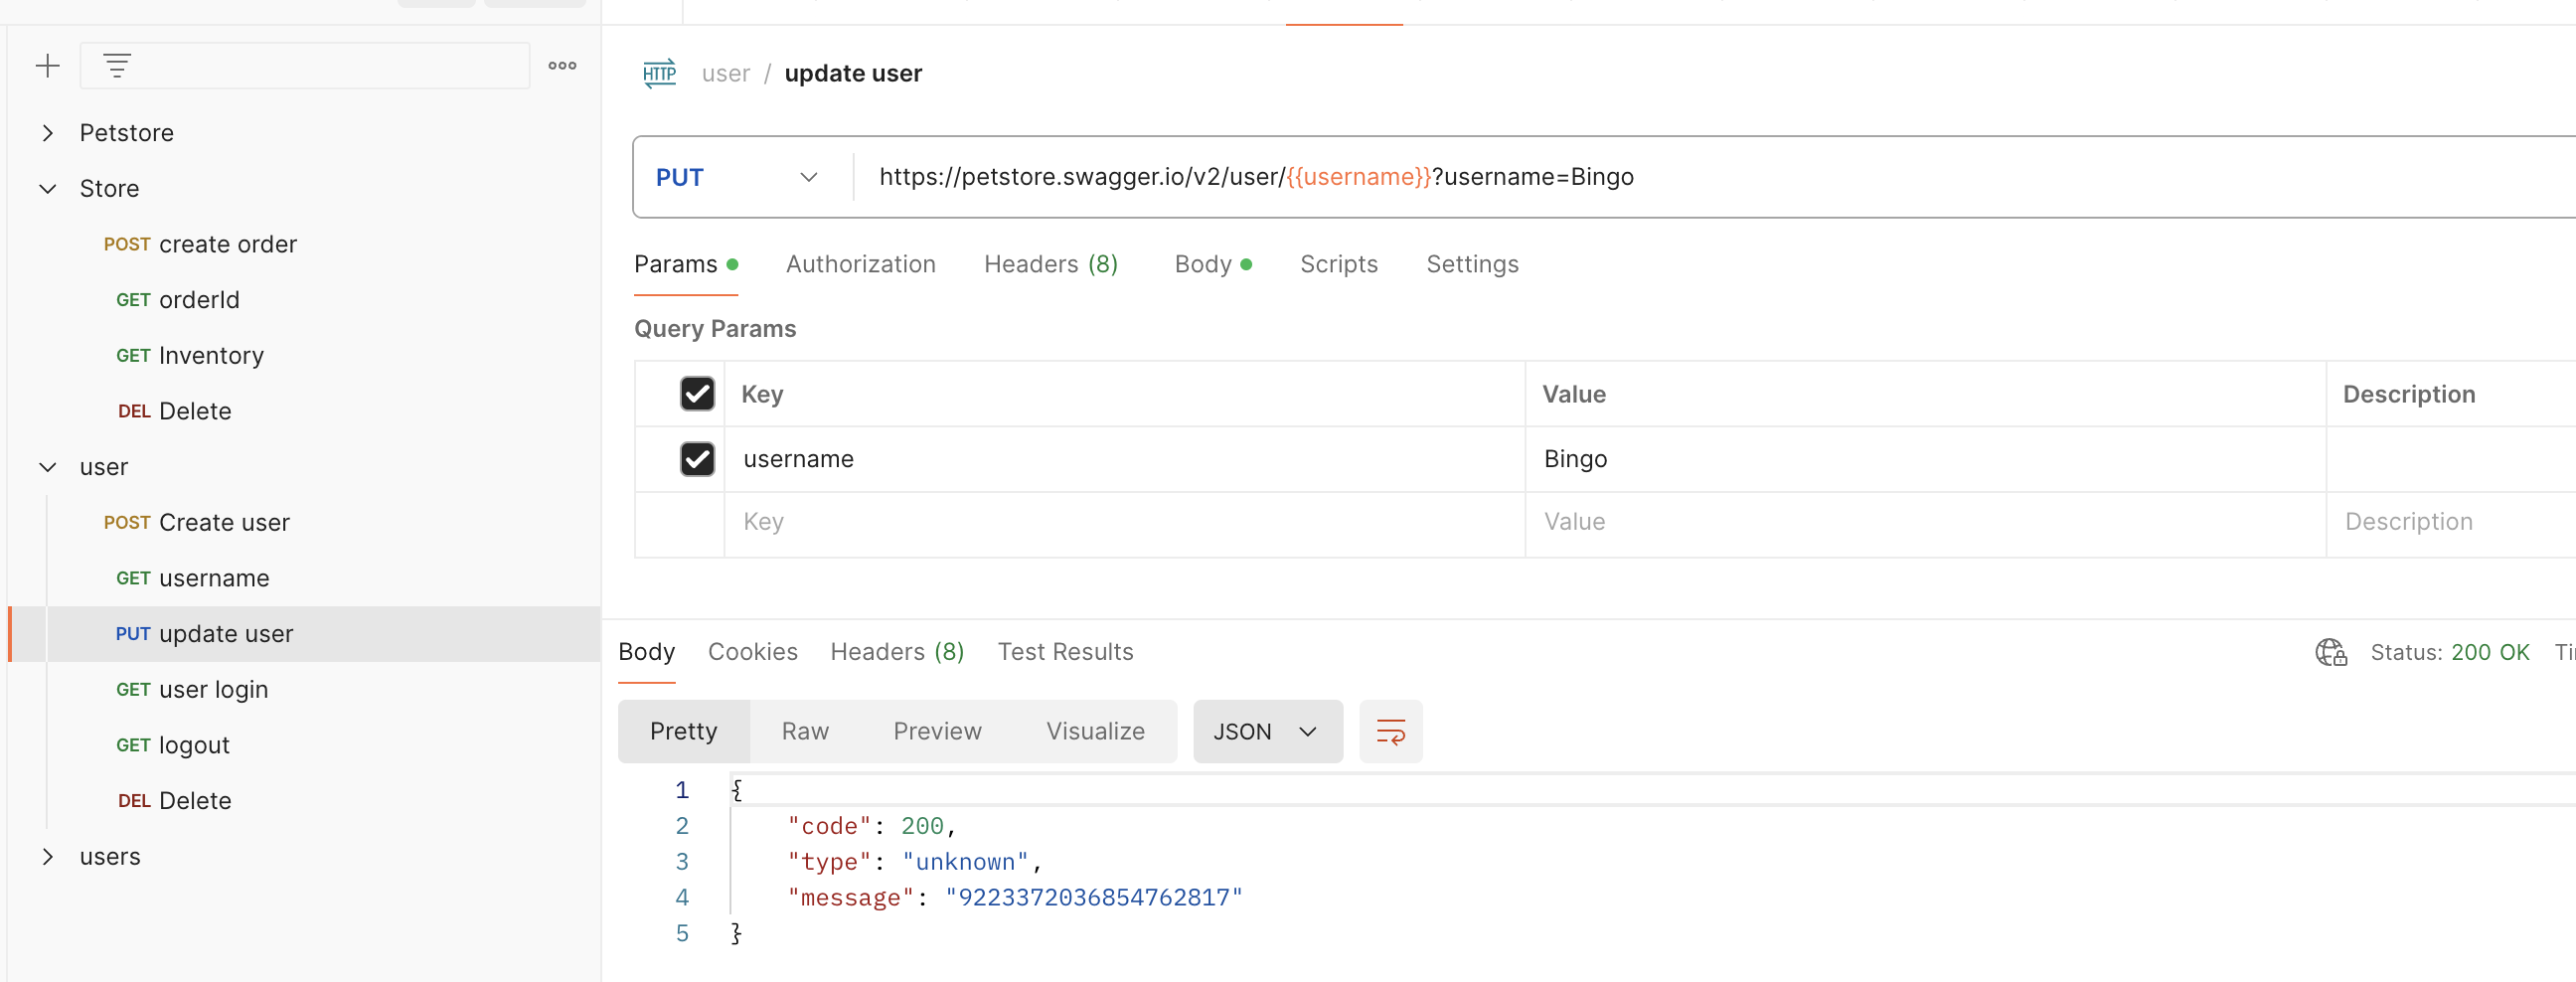 Petstore
Store
POST create order
GET orderId
GET Inventory
DEL Delete
user
POST Create user
GET username
PUT update user
GET user login
GET logout
DEL Delete
users
HTTP user / update user
PUT https://petstore.swagger.io/v2/user/{{username}}?username=Bingo
Params Authorization Headers (8) Body Scripts Settings
Query Params
Key Value Description
username Bingo
Key Value Description
Body Cookies Headers (8) Test Results Status: 200 OK
Pretty Raw Preview Visualize JSON
1 {
2 "code": 200,
3 "type": "unknown",
4 "message": "9223372036854762817"
5 }